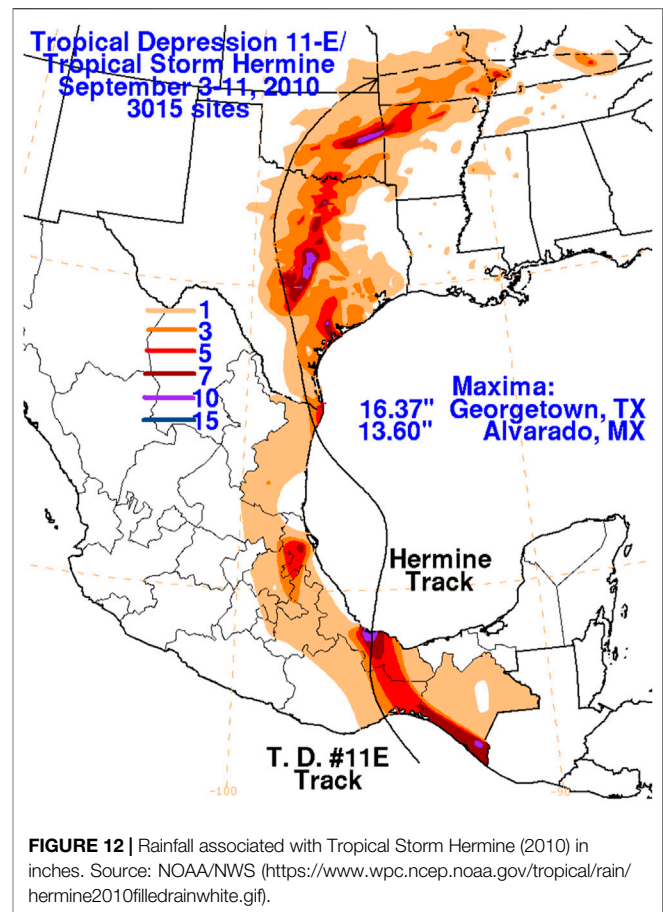 Tropical Depression 11-E/
Tropical Storm Hermine
September 3-11, 2010
3015 sites
1
3
5
7
10
15
Maxima:
16.37" Georgetown, TX
13.60" Alvarado, MX
Hermine
Track
T. D. #11E
Track
-100
-90
FIGURE 12 | Rainfall associated with Tropical Storm Hermine (2010) in
inches. Source: NOAA/NWS (https://www.wpc.ncep.noaa.gov/tropical/rain/
hermine2010filledrainwhite.gif).